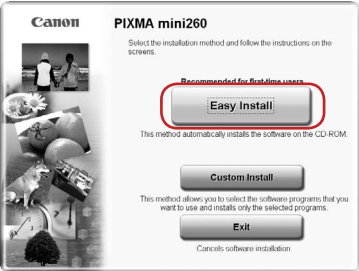 Canon
PIXMA mini260
Select the installation method and follow the instructions on the
screens.
Recommended for first-time users
Easy Install
This method automatically installs the software on the CD-ROM.
Custom Install
This method allows you to select the software programs that you
want to use and installs only the selected programs.
Exit
Cancels software installation.